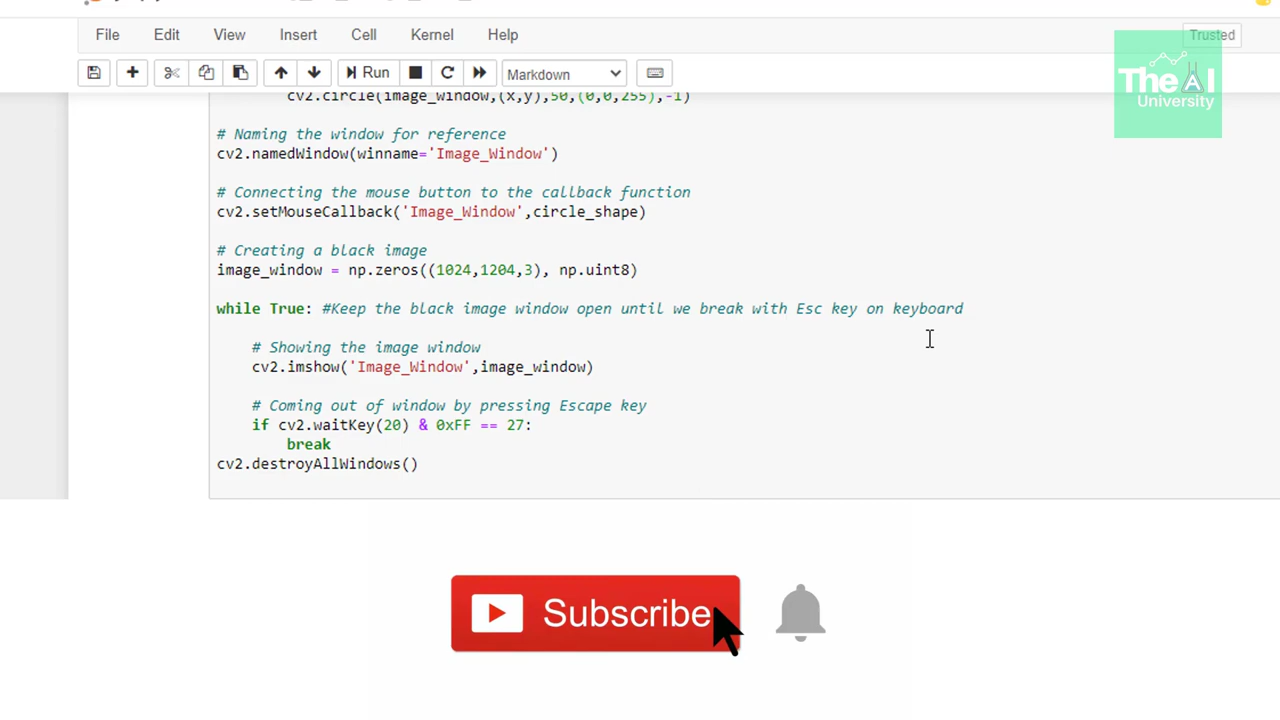 File Edit View Insert Cell Kernel Help
Trusted
Run
Markdown
The AI
University
cv2.circle(image_window,(x,y),50,(0,0,255),-1)
# Naming the window for reference
cv2.namedWindow(winname='Image_Window')
# Connecting the mouse button to the callback function
cv2.setMouseCallback('Image_Window',circle_shape)
# Creating a black image
image_window = np.zeros((1024,1204,3), np.uint8)
while True: #Keep the black image window open until we break with Esc key on keyboard
# Showing the image window
cv2.imshow('Image_Window',image_window)
# Coming out of window by pressing Escape key
if cv2.waitKey(20) & 0xFF == 27:
break
cv2.destroyAllWindows()
Subscribe